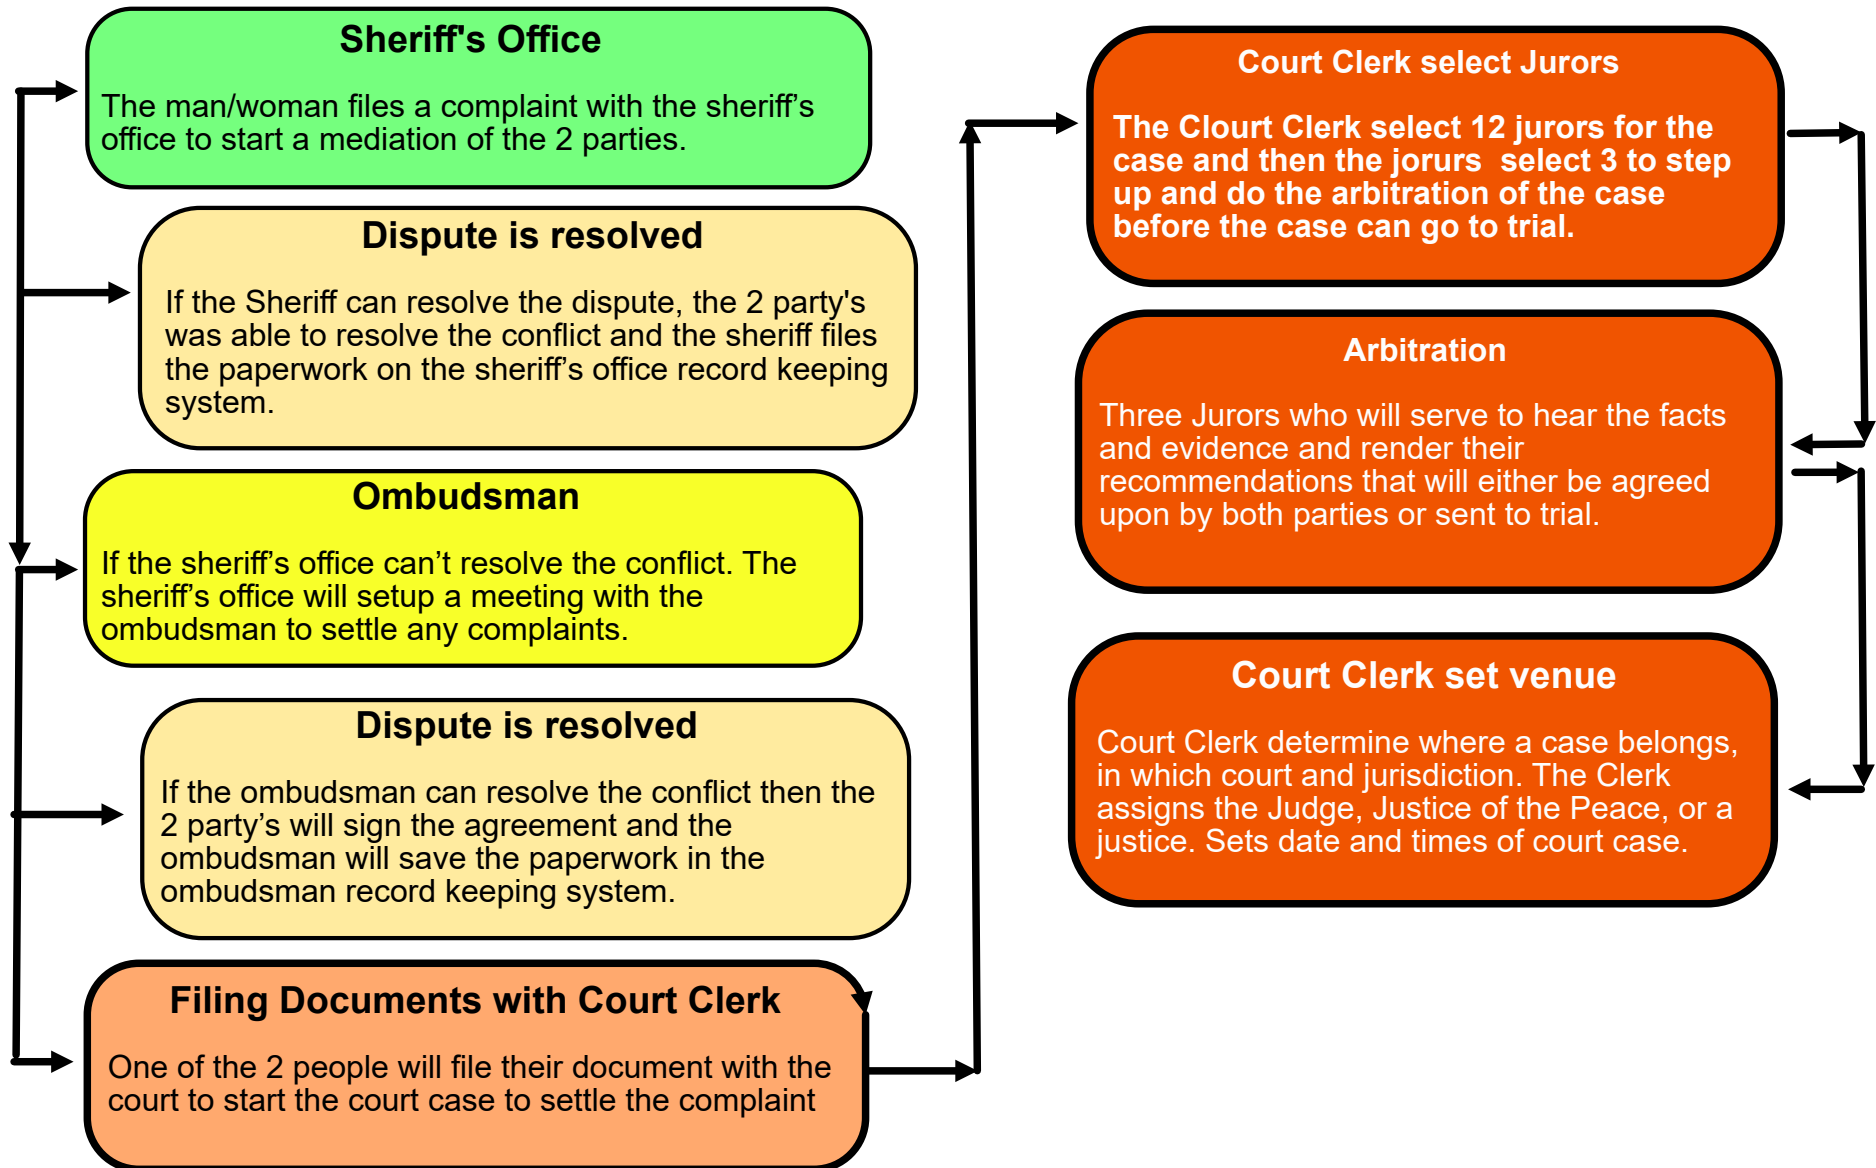 Sheriff's Office
The man/woman files a complaint with the sheriff’s
office to start a mediation of the 2 parties.
Dispute is resolved
If the Sheriff can resolve the dispute, the 2 party's
was able to resolve the conflict and the sheriff files
the paperwork on the sheriff’s office record keeping
system.
Ombudsman
If the sheriff’s office can’t resolve the conflict. The
sheriff’s office will setup a meeting with the
ombudsman to settle any complaints.
Dispute is resolved
If the ombudsman can resolve the conflict then the
2 party’s will sign the agreement and the
ombudsman will save the paperwork in the
ombudsman record keeping system.
Filing Documents with Court Clerk
One of the 2 people will file their document with the
court to start the court case to settle the complaint
Court Clerk select Jurors
The Clourt Clerk select 12 jurors for the
case and then the jorurs  select 3 to step
up and do the arbitration of the case
before the case can go to trial.
Arbitration
Three Jurors who will serve to hear the facts
and evidence and render their
recommendations that will either be agreed
upon by both parties or sent to trial.
Court Clerk set venue
Court Clerk determine where a case belongs,
in which court and jurisdiction. The Clerk
assigns the Judge, Justice of the Peace, or a
justice. Sets date and times of court case.